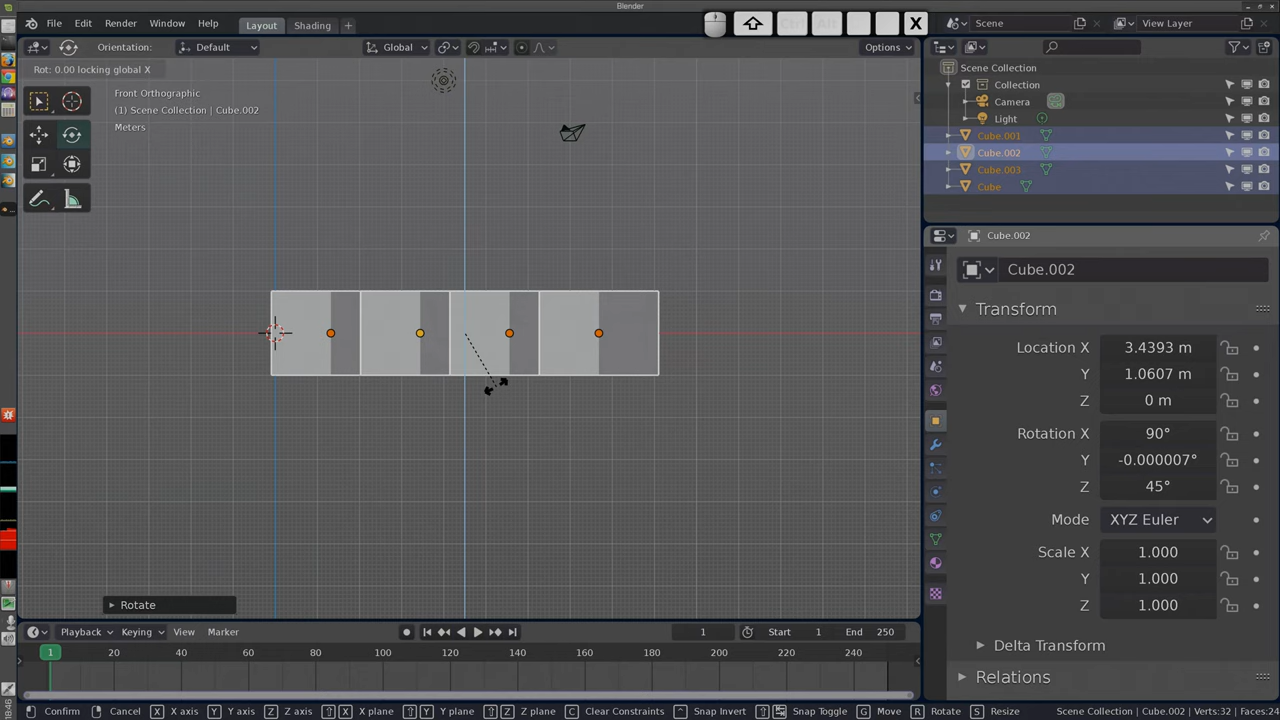 Blender
File
Edit
Render
Window
Help
Layout
Shading
+
Ctrl
Alt
X
Scene
View Layer
Orientation:
Default
Global
Options
Rot: 0.00 locking global X
Front Orthographic
(1) Scene Collection | Cube.002
Meters
Scene Collection
Collection
Camera
Light
Cube.001
Cube.002
Cube.003
Cube
Cube.002
Cube.002
Transform
Location X 3.4393 m
Y 1.0607 m
Z 0 m
Rotation X 90°
Y -0.000007°
Z 45°
Mode XYZ Euler
Scale X 1.000
Y 1.000
Z 1.000
Delta Transform
Relations
Rotate
Playback
Keying
View
Marker
1
Start 1
End 250
1 20 40 60 80 100 120 140 160 180 200 220 240
18:46
Confirm
Cancel
X X axis
Y Y axis
Z Z axis
X X plane
Y Y plane
Z Z plane
C Clear Constraints
Snap Invert
Snap Toggle
G Move
R Rotate
S Resize
Scene Collection | Cube.002 | Verts:32 | Faces:24